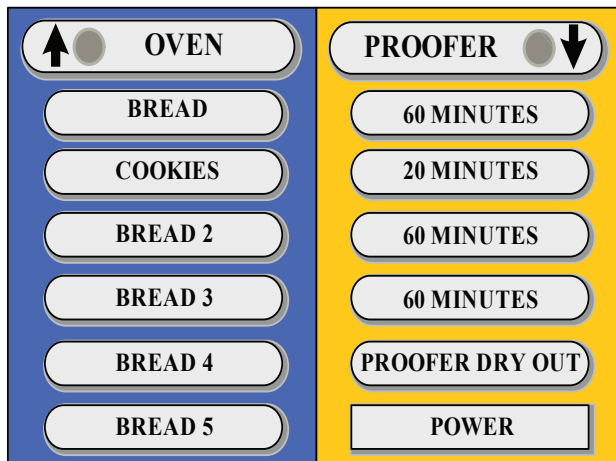 OVEN
BREAD
COOKIES
BREAD 2
BREAD 3
BREAD 4
BREAD 5
PROOFER
60 MINUTES
20 MINUTES
60 MINUTES
60 MINUTES
PROOFER DRY OUT
POWER